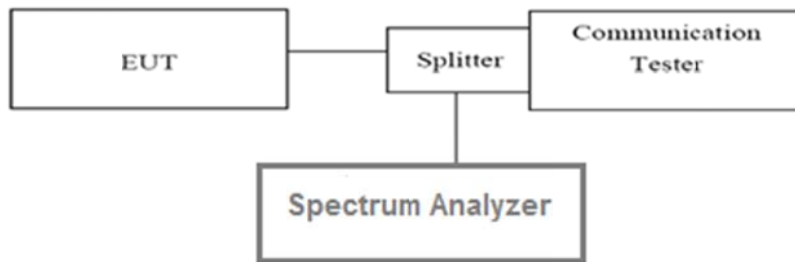 EUT
Splitter
Communication
Tester
Spectrum Analyzer